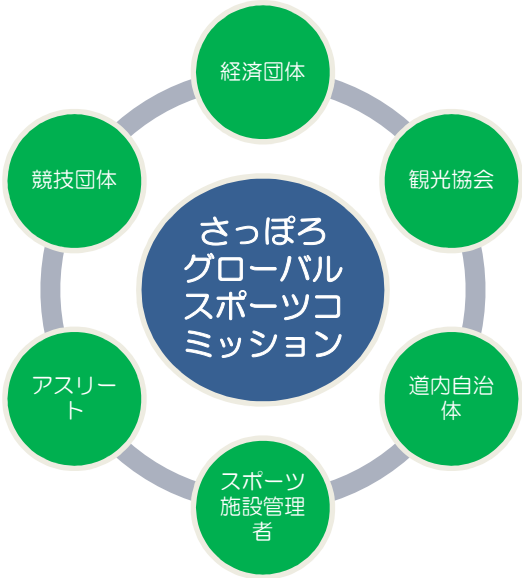 経済団体
観光協会
道内自治
体
スポーツ
施設管理
者
アスリー
ト
競技団体
さっぽろ
グローバル
スポーツコ
ミッション